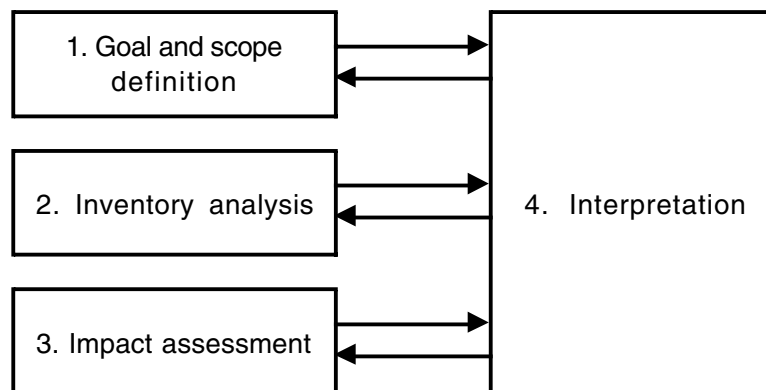 1. Goal and scope
definition
2. Inventory analysis
4. Interpretation
3. Impact assessment